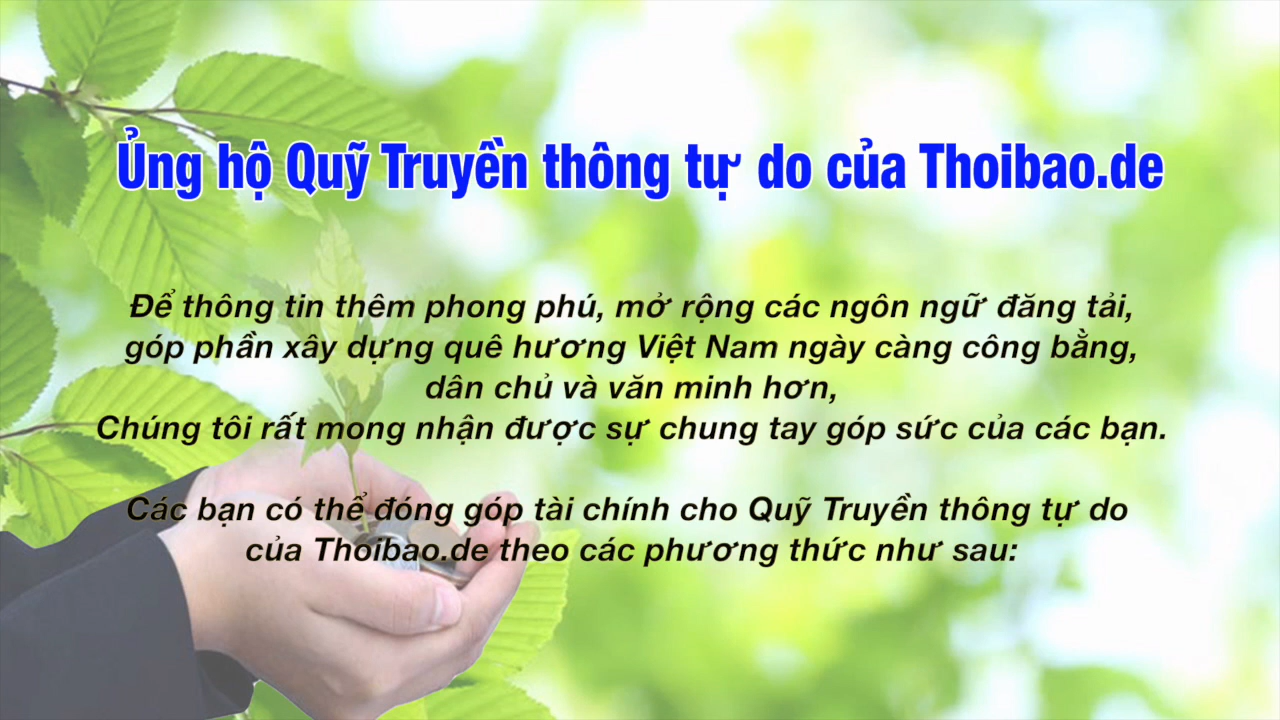 Ủng hộ Quỹ Truyền thông tự do của Thoibao.de
Để thông tin thêm phong phú, mở rộng các ngôn ngữ đăng tải,
góp phần xây dựng quê hương Việt Nam ngày càng công bằng,
dân chủ và văn minh hơn,
Chúng tôi rất mong nhận được sự chung tay góp sức của các bạn.
Các bạn có thể đóng góp tài chính cho Quỹ Truyền thông tự do
của Thoibao.de theo các phương thức như sau: